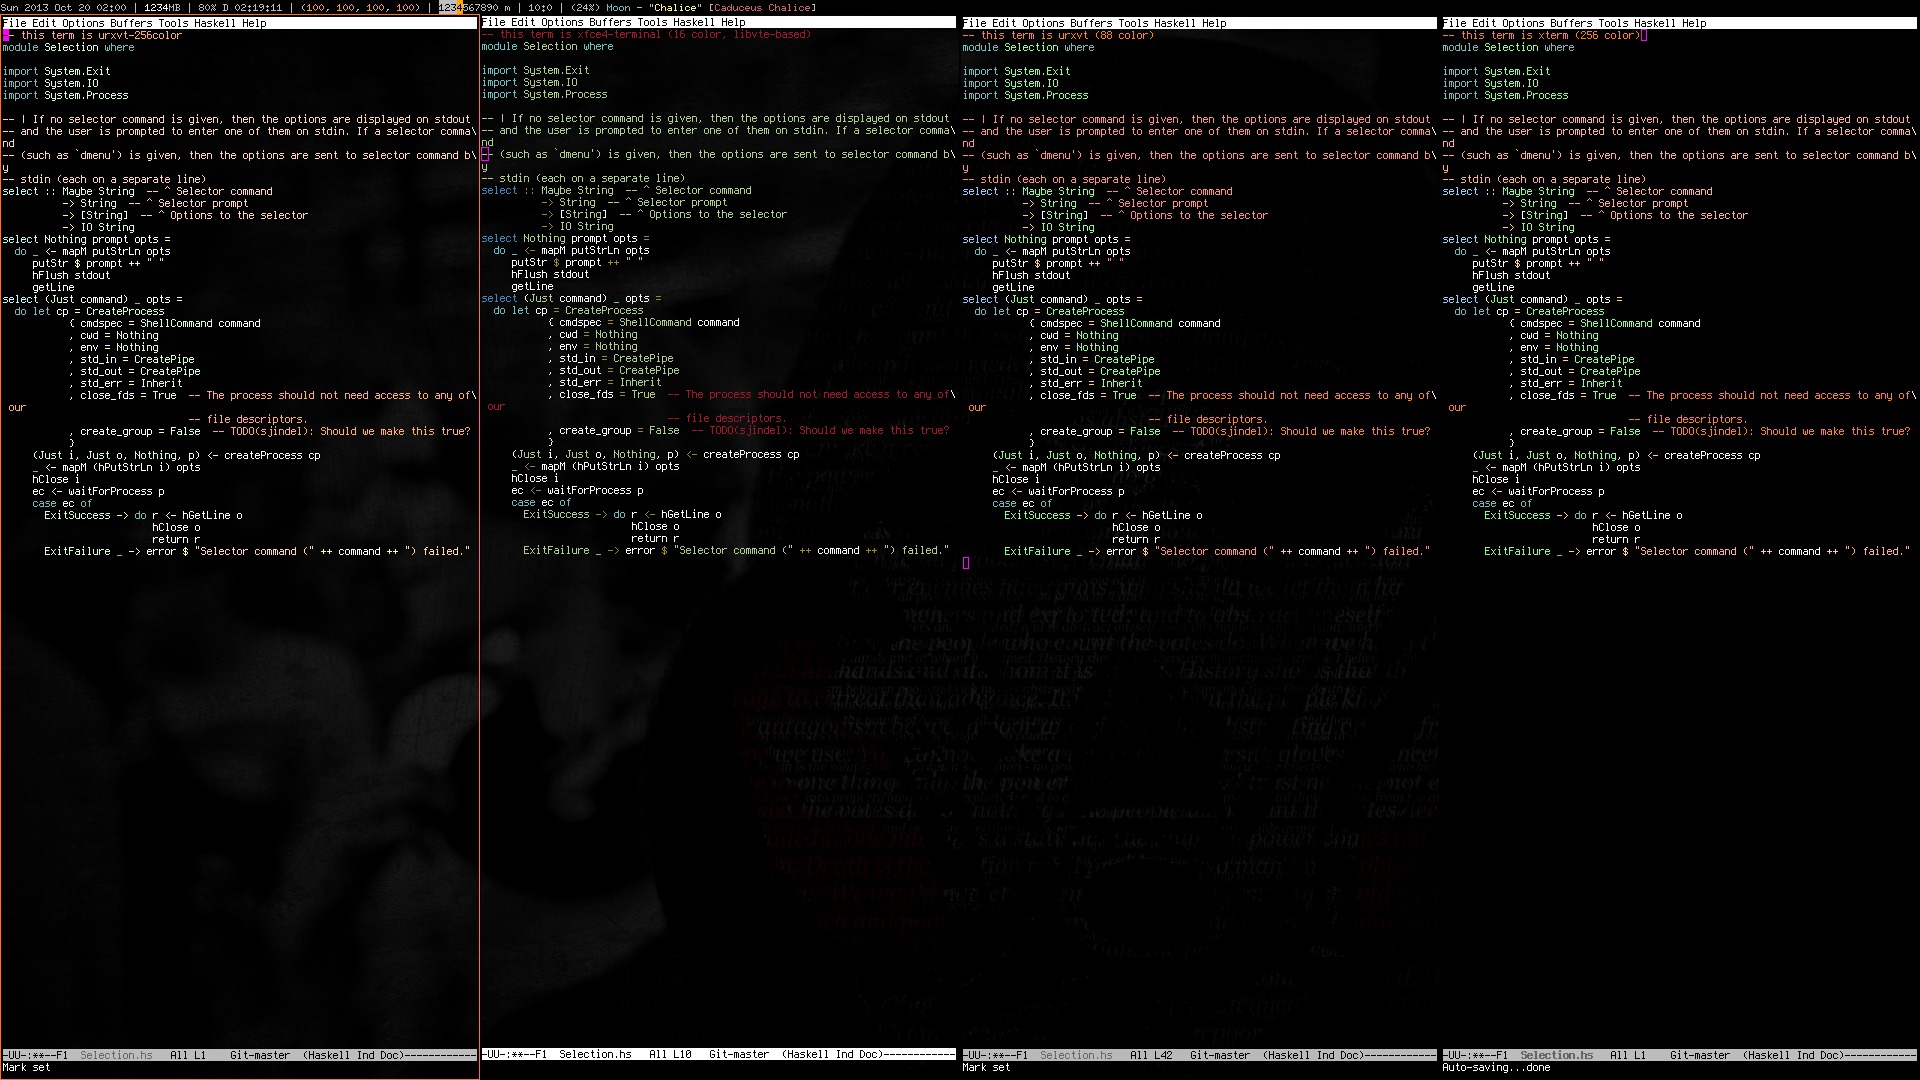 Sun 2013 Oct 20 02:00 | 1234MB | 80% D 02:19:11 | (100, 100, 100, 100) | 1234567890 m | 10:0 | (24%) Moon - "Chalice" [Caduceus Chalice]
File Edit Options Buffers Tools Haskell Help
-- this term is urxvt-256color
module Selection where
import System.Exit
import System.IO
import System.Process
-- | If no selector command is given, then the options are displayed on stdout
-- and the user is prompted to enter one of them on stdin. If a selector comma\
nd
-- (such as `dmenu') is given, then the options are sent to selector command b\
y
-- stdin (each on a separate line)
select :: Maybe String  -- ^ Selector command
-> String  -- ^ Selector prompt
-> [String]  -- ^ Options to the selector
-> IO String
select Nothing prompt opts =
do _ <- mapM putStrLn opts
putStr $ prompt ++ " "
hFlush stdout
getLine
select (Just command) _ opts =
do let cp = CreateProcess
{ cmdspec = ShellCommand command
, cwd = Nothing
, env = Nothing
, std_in = CreatePipe
, std_out = CreatePipe
, std_err = Inherit
, close_fds = True  -- The process should not need access to any of\
our
-- file descriptors.
, create_group = False  -- TODO(sjindel): Should we make this true?
}
(Just i, Just o, Nothing, p) <- createProcess cp
_ <- mapM (hPutStrLn i) opts
hClose i
ec <- waitForProcess p
case ec of
ExitSuccess -> do r <- hGetLine o
hClose o
return r
ExitFailure _ -> error $ "Selector command (" ++ command ++ ") failed."
-UU-:**--F1  Selection.hs   All L1    Git-master  (Haskell Ind Doc)------------
Mark set
File Edit Options Buffers Tools Haskell Help
-- this term is xfce4-terminal (16 color, libvte-based)
module Selection where
import System.Exit
import System.IO
import System.Process
-- | If no selector command is given, then the options are displayed on stdout
-- and the user is prompted to enter one of them on stdin. If a selector comma\
nd
-- (such as `dmenu') is given, then the options are sent to selector command b\
y
-- stdin (each on a separate line)
select :: Maybe String  -- ^ Selector command
-> String  -- ^ Selector prompt
-> [String]  -- ^ Options to the selector
-> IO String
select Nothing prompt opts =
do _ <- mapM putStrLn opts
putStr $ prompt ++ " "
hFlush stdout
getLine
select (Just command) _ opts =
do let cp = CreateProcess
{ cmdspec = ShellCommand command
, cwd = Nothing
, env = Nothing
, std_in = CreatePipe
, std_out = CreatePipe
, std_err = Inherit
, close_fds = True  -- The process should not need access to any of\
our
-- file descriptors.
, create_group = False  -- TODO(sjindel): Should we make this true?
}
(Just i, Just o, Nothing, p) <- createProcess cp
_ <- mapM (hPutStrLn i) opts
hClose i
ec <- waitForProcess p
case ec of
ExitSuccess -> do r <- hGetLine o
hClose o
return r
ExitFailure _ -> error $ "Selector command (" ++ command ++ ") failed."
-UU-:**--F1  Selection.hs   All L10   Git-master  (Haskell Ind Doc)------------
File Edit Options Buffers Tools Haskell Help
-- this term is urxvt (88 color)
module Selection where
import System.Exit
import System.IO
import System.Process
-- | If no selector command is given, then the options are displayed on stdout
-- and the user is prompted to enter one of them on stdin. If a selector comma\
nd
-- (such as `dmenu') is given, then the options are sent to selector command b\
y
-- stdin (each on a separate line)
select :: Maybe String  -- ^ Selector command
-> String  -- ^ Selector prompt
-> [String]  -- ^ Options to the selector
-> IO String
select Nothing prompt opts =
do _ <- mapM putStrLn opts
putStr $ prompt ++ " "
hFlush stdout
getLine
select (Just command) _ opts =
do let cp = CreateProcess
{ cmdspec = ShellCommand command
, cwd = Nothing
, env = Nothing
, std_in = CreatePipe
, std_out = CreatePipe
, std_err = Inherit
, close_fds = True  -- The process should not need access to any of\
our
-- file descriptors.
, create_group = False  -- TODO(sjindel): Should we make this true?
}
(Just i, Just o, Nothing, p) <- createProcess cp
_ <- mapM (hPutStrLn i) opts
hClose i
ec <- waitForProcess p
case ec of
ExitSuccess -> do r <- hGetLine o
hClose o
return r
ExitFailure _ -> error $ "Selector command (" ++ command ++ ") failed."
-UU-:**--F1  Selection.hs   All L42   Git-master  (Haskell Ind Doc)------------
Mark set
File Edit Options Buffers Tools Haskell Help
-- this term is xterm (256 color)
module Selection where
import System.Exit
import System.IO
import System.Process
-- | If no selector command is given, then the options are displayed on stdout
-- and the user is prompted to enter one of them on stdin. If a selector comma\
nd
-- (such as `dmenu') is given, then the options are sent to selector command b\
y
-- stdin (each on a separate line)
select :: Maybe String  -- ^ Selector command
-> String  -- ^ Selector prompt
-> [String]  -- ^ Options to the selector
-> IO String
select Nothing prompt opts =
do _ <- mapM putStrLn opts
putStr $ prompt ++ " "
hFlush stdout
getLine
select (Just command) _ opts =
do let cp = CreateProcess
{ cmdspec = ShellCommand command
, cwd = Nothing
, env = Nothing
, std_in = CreatePipe
, std_out = CreatePipe
, std_err = Inherit
, close_fds = True  -- The process should not need access to any of\
our
-- file descriptors.
, create_group = False  -- TODO(sjindel): Should we make this true?
}
(Just i, Just o, Nothing, p) <- createProcess cp
_ <- mapM (hPutStrLn i) opts
hClose i
ec <- waitForProcess p
case ec of
ExitSuccess -> do r <- hGetLine o
hClose o
return r
ExitFailure _ -> error $ "Selector command (" ++ command ++ ") failed."
-UU-:**--F1  Selection.hs   All L1    Git-master  (Haskell Ind Doc)------------
Auto-saving...done